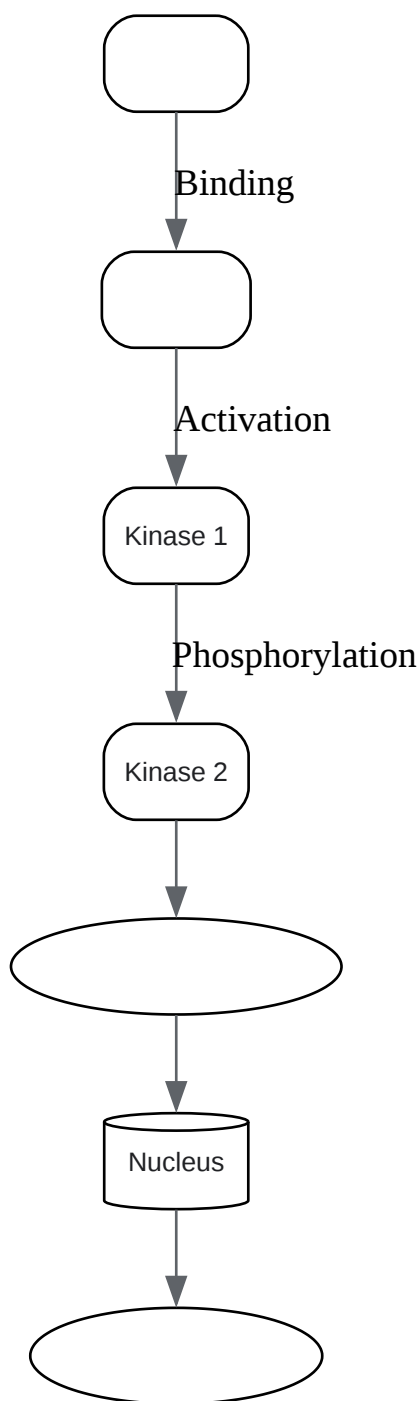 Binding
Activation
Kinase 1
Phosphorylation
Kinase 2
Nucleus